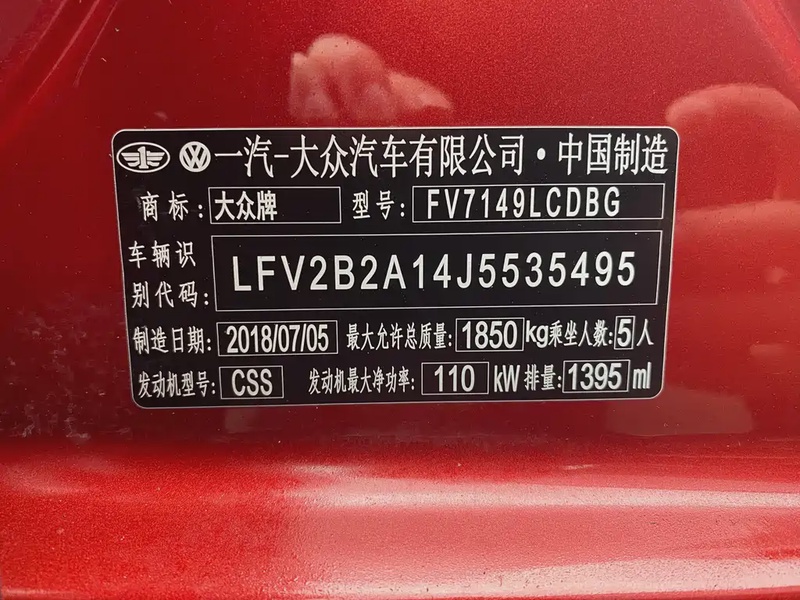 一汽-大众汽车有限公司·中国制造
商标: 大众牌 型号: FV7149LCDBG
车辆识
别代码: LFV2B2A14J5535495
制造日期: 2018/07/05 最大允许总质量: 1850 kg 乘坐人数: 5 人
发动机型号: CSS 发动机最大净功率: 110 kW 排量: 1395 ml